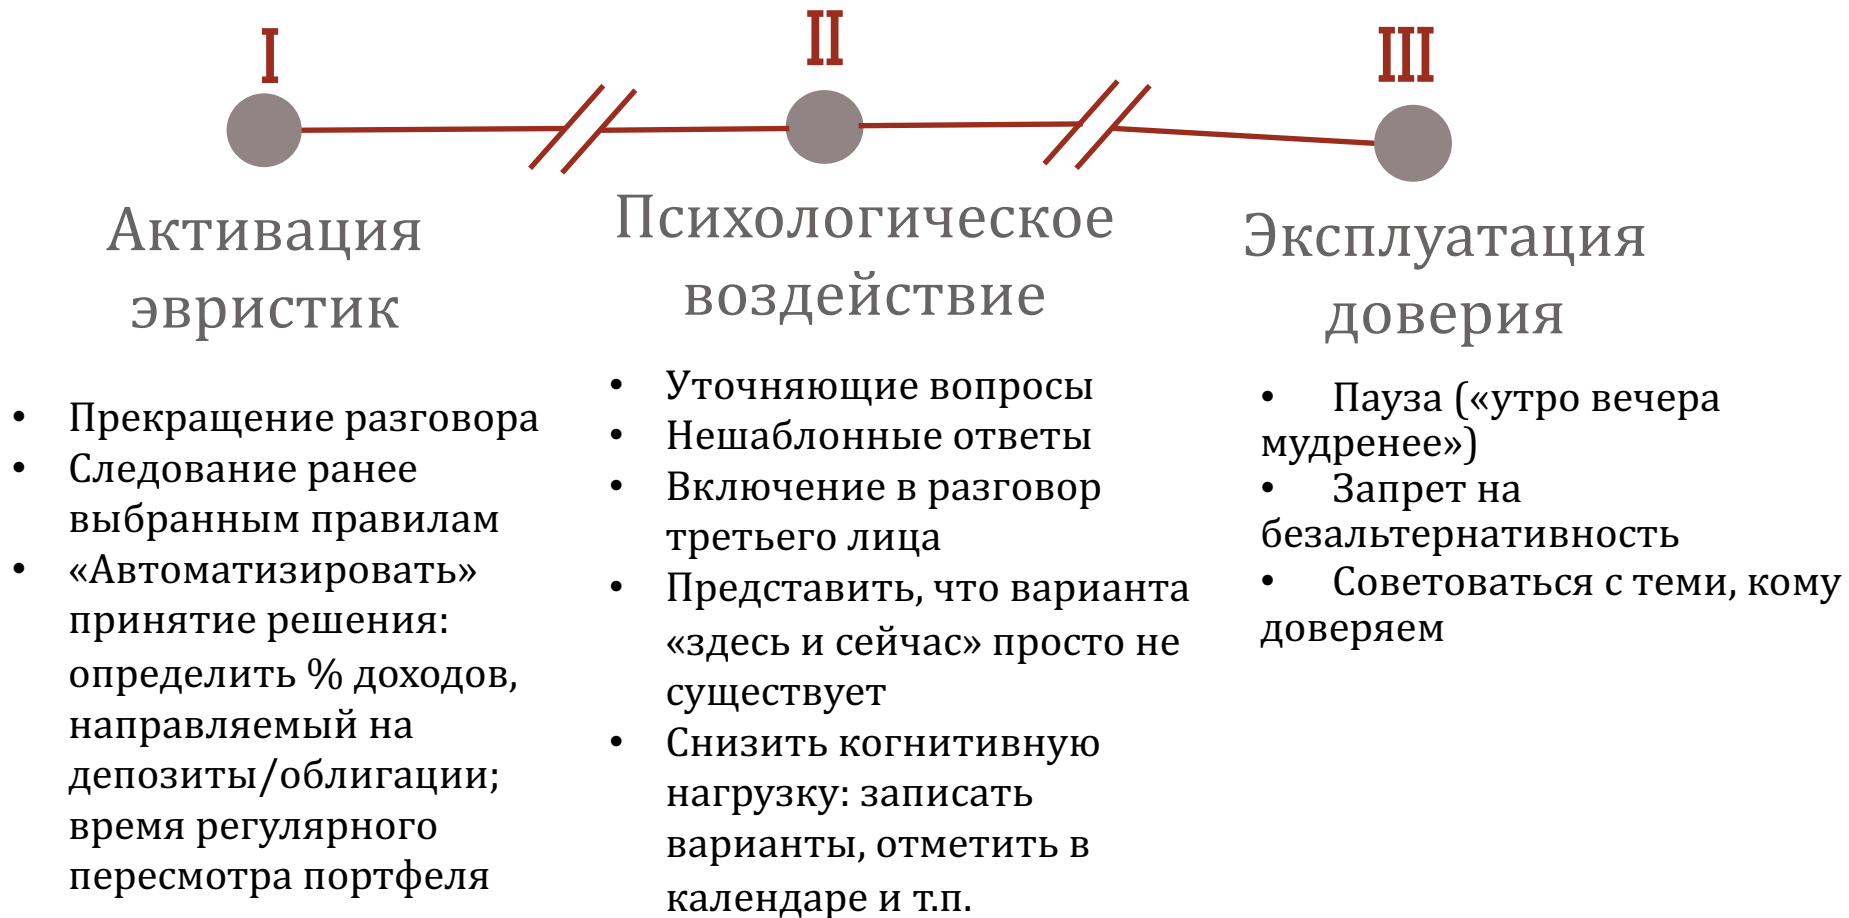 I
II
III
Активация
эвристик
• Прекращение разговора
• Следование ранее
выбранным правилам
• «Автоматизировать»
принятие решения:
определить % доходов,
направляемый на
депозиты/облигации;
время регулярного
пересмотра портфеля
Психологическое
воздействие
• Уточняющие вопросы
• Нешаблонные ответы
• Включение в разговор
третьего лица
• Представить, что варианта
«здесь и сейчас» просто не
существует
• Снизить когнитивную
нагрузку: записать
варианты, отметить в
календаре и т.п.
Эксплуатация
доверия
• Пауза («утро вечера
мудренее»)
• Запрет на
безальтернативность
• Советоваться с теми, кому
доверяем